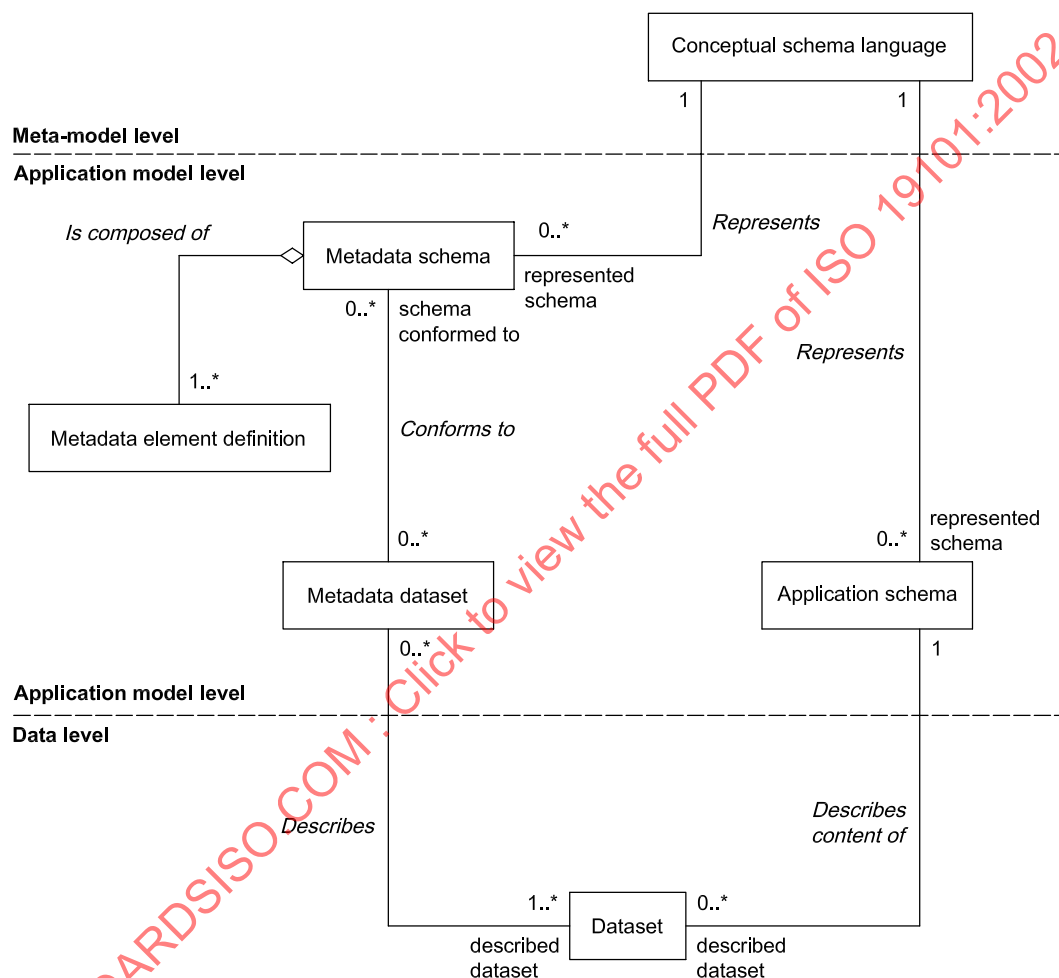 Conceptual schema language
1
1
Meta-model level
Application model level
Is composed of
Metadata schema
0..*
represented
schema
Represents
0..*
schema
conformed to
Represents
1..*
Metadata element definition
Conforms to
0..*
Metadata dataset
0..*
represented
schema
0..*
Application schema
1
Application model level
Data level
Describes
Describes
content of
1..*
described
dataset
Dataset
0..*
described
dataset
ARDSISO.COM : Click to view the full PDF of ISO 19101:2002